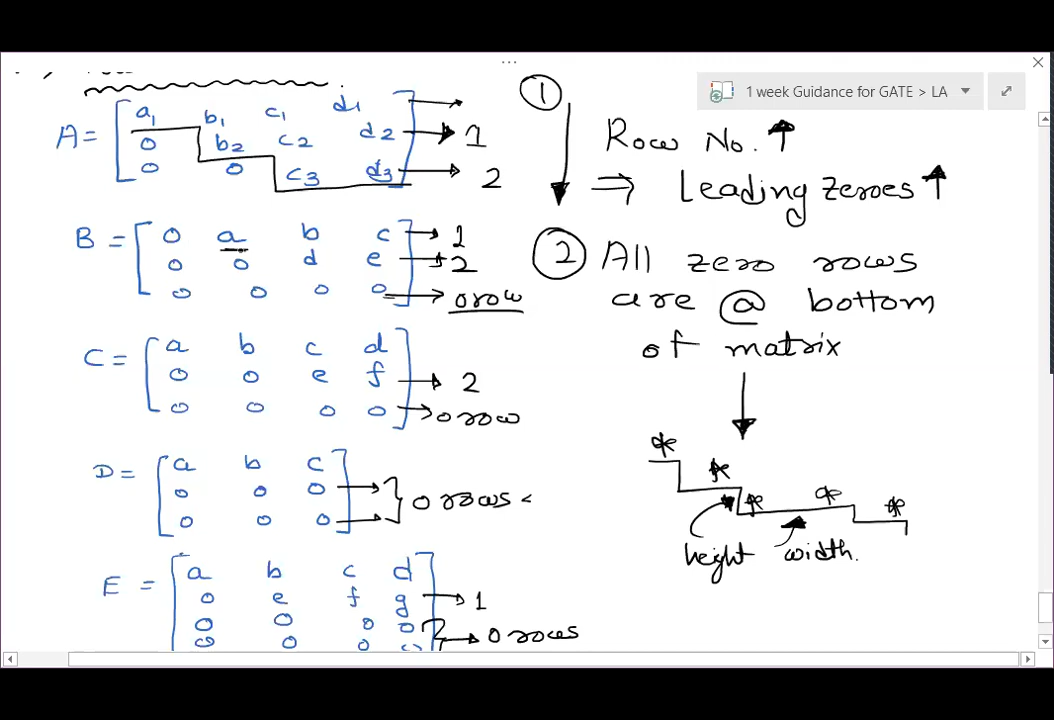 1 week Guidance for GATE > LA
A = [ a1 b1 c1 d1
0 b2 c2 d2 → 1
0 0 c3 d3 ] → 2
B = [ 0 a b c → 1
0 0 d e → 2
0 0 0 0 ] → 0 row
C = [ a b c d
0 0 e f → 2
0 0 0 0 ] → 0 row
D = [ a b c
0 0 0
0 0 0 ] } 0 rows
E = [ a b c d
0 e f g → 1
0 0 0 0
0 0 0 → 0 rows
① Row No. ↑
⇒ Leading zeroes ↑
② All zero rows
are @ bottom
of matrix
* * * * *
height width.